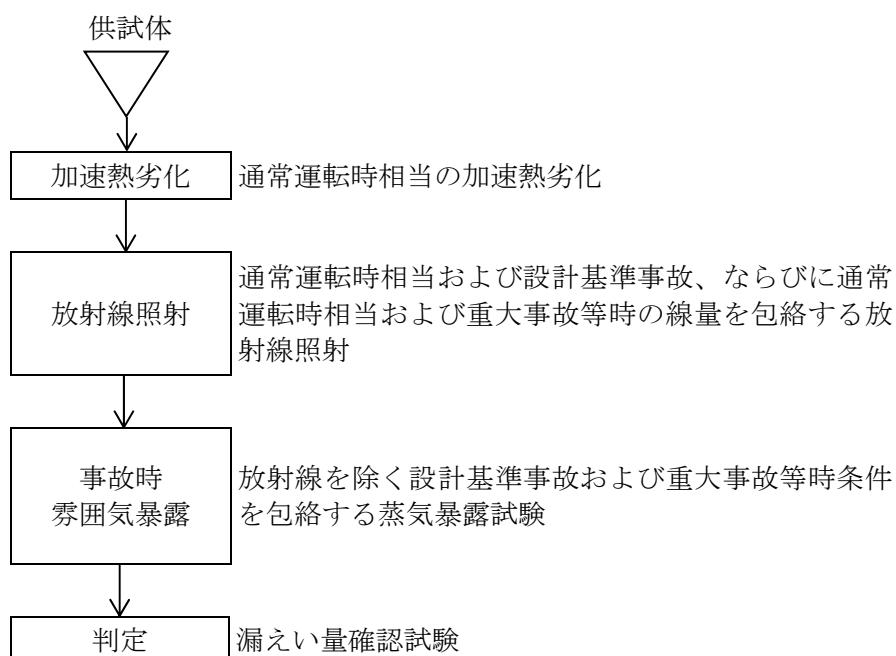 供試体
加速熱劣化
通常運転時相当の加速熱劣化
放射線照射
通常運転時相当および設計基準事故、ならびに通常
運転時相当および重大事故等時の線量を包絡する放
射線照射
事故時
雰囲気暴露
放射線を除く設計基準事故および重大事故等時条件
を包絡する蒸気暴露試験
判定
漏えい量確認試験